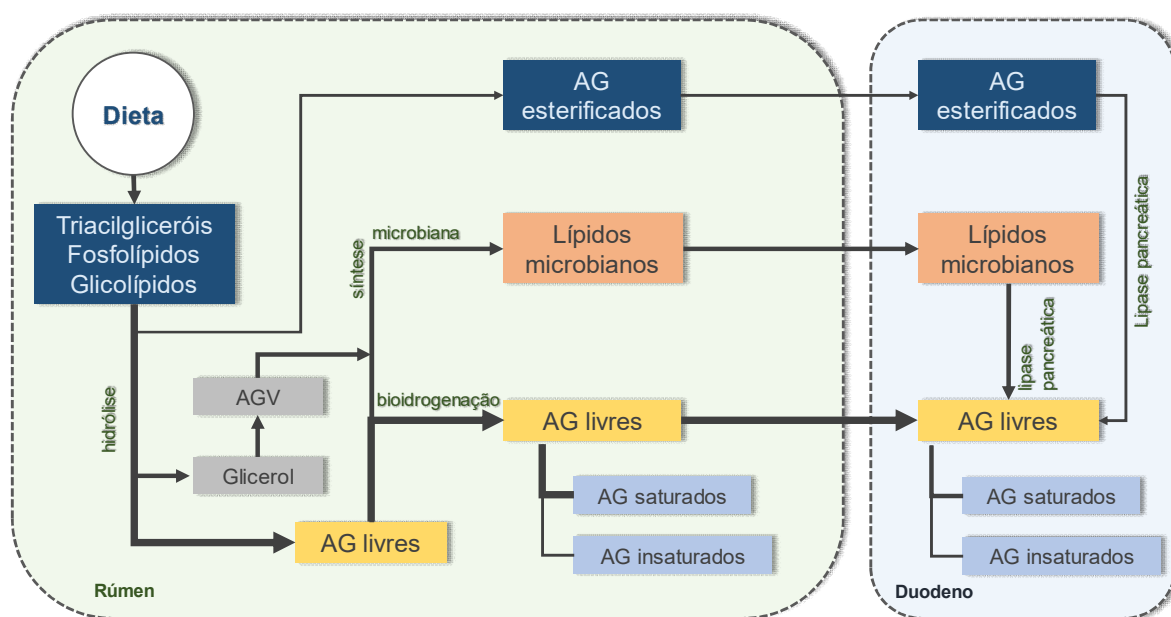 Dieta
Triacilgliceróis
Fosfolípidos
Glicolípidos
hidrólise
Glicerol
AGV
AG livres
síntese
microbiana
bioidrogenação
AG
esterificados
Lípidos
microbianos
AG livres
AG saturados
AG insaturados
Rúmen
AG
esterificados
Lípidos
microbianos
lipase
pancreática
Lipase pancreática
AG livres
AG saturados
AG insaturados
Duodeno